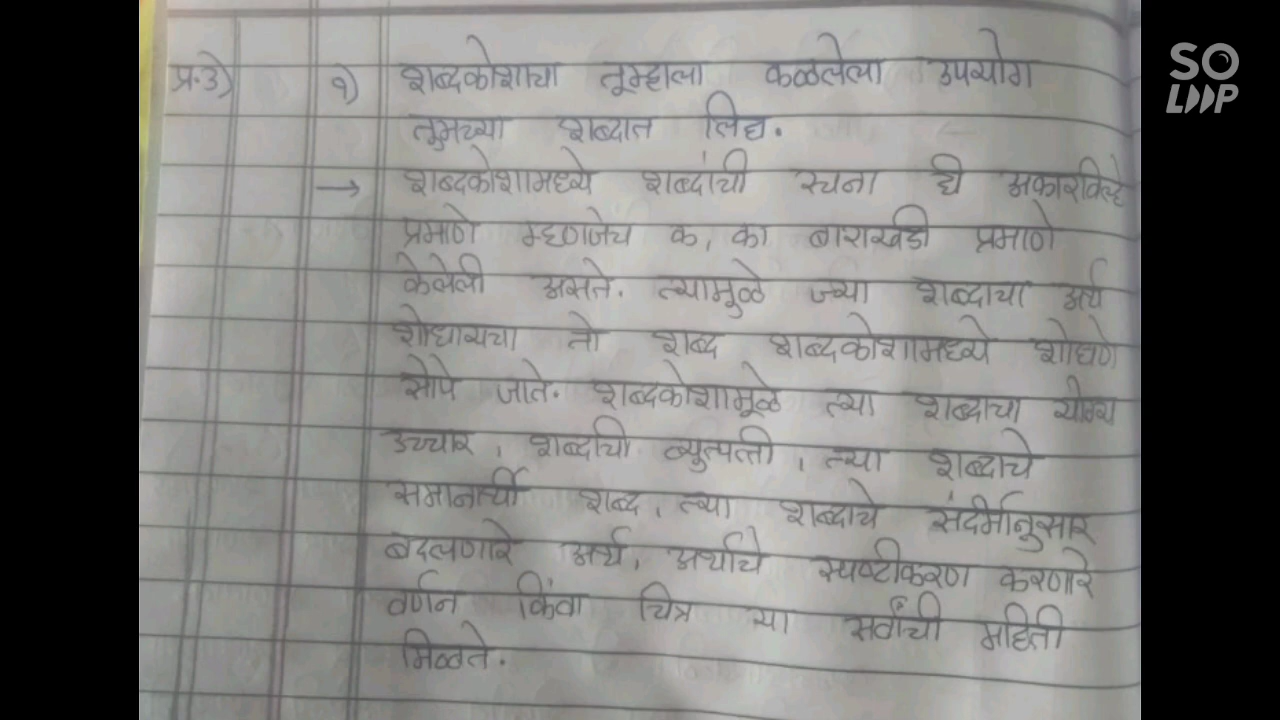 SOLOOP
प्र.३) १) शब्दकोशाचा तूम्हाला कळलेला उपयोग
तुमच्या शब्दात लिह.
→ शब्दकोशामध्ये शब्दांची रचना ही अकारविल्हे
प्रमाणे म्हणजेच क, का बाराखडी प्रमाणे
केलेली असते. त्यामुळे ज्या शब्दाचा अर्थ
शोधायचा तो शब्द शब्दकोशामध्ये शोधणे
सोपे जाते. शब्दकोशामूळे त्या शब्दाचा योग्य
उच्चार, शब्दाची व्युत्पत्ती, त्या शब्दाचे
समानार्थी शब्द, त्या शब्दाचे संदर्भानुसार
बदलणारे अर्थ, अर्थाचे स्पष्टीकरण करणारे
वर्णन किंवा चित्र या सर्वांची महिती
मिळते.